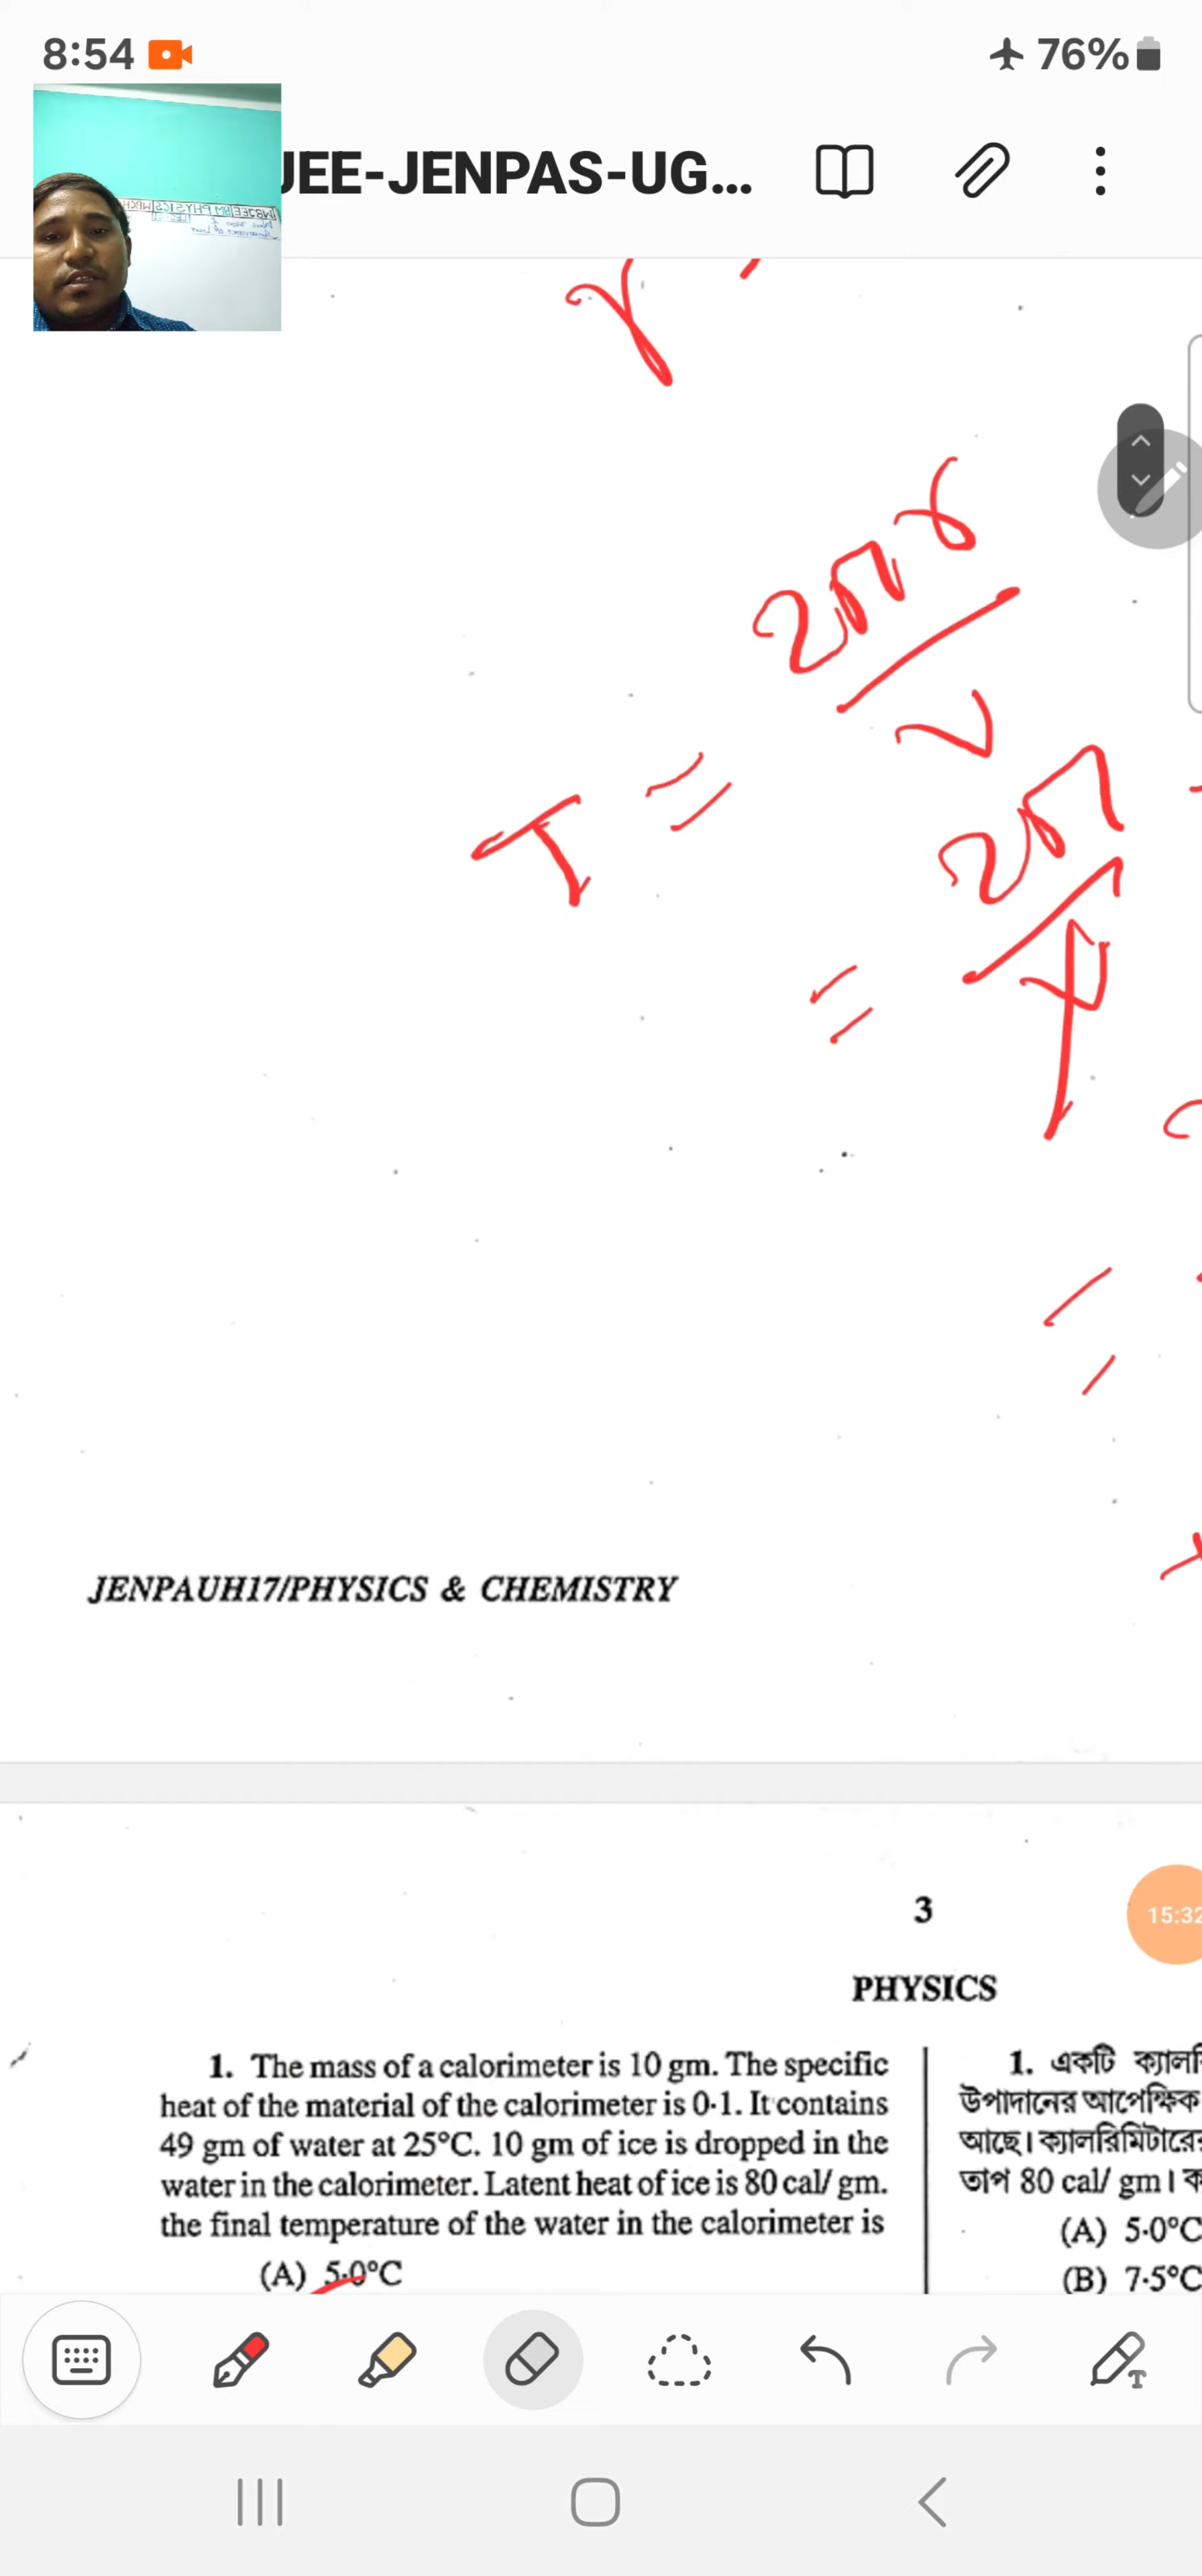 8:54
76%
JEE-JENPAS-UG...
2πr
T =
v
2π
=
=
JENPAUH17/PHYSICS & CHEMISTRY
3
15:32
PHYSICS
1. The mass of a calorimeter is 10 gm. The specific
heat of the material of the calorimeter is 0·1. It contains
49 gm of water at 25°C. 10 gm of ice is dropped in the
water in the calorimeter. Latent heat of ice is 80 cal/ gm.
the final temperature of the water in the calorimeter is
(A) 5·0°C
1. একটি ক্যালরি
উপাদানের আপেক্ষিক
আছে। ক্যালরিমিটারের
তাপ 80 cal/ gm। ক
(A) 5·0°C
(B) 7·5°C
T